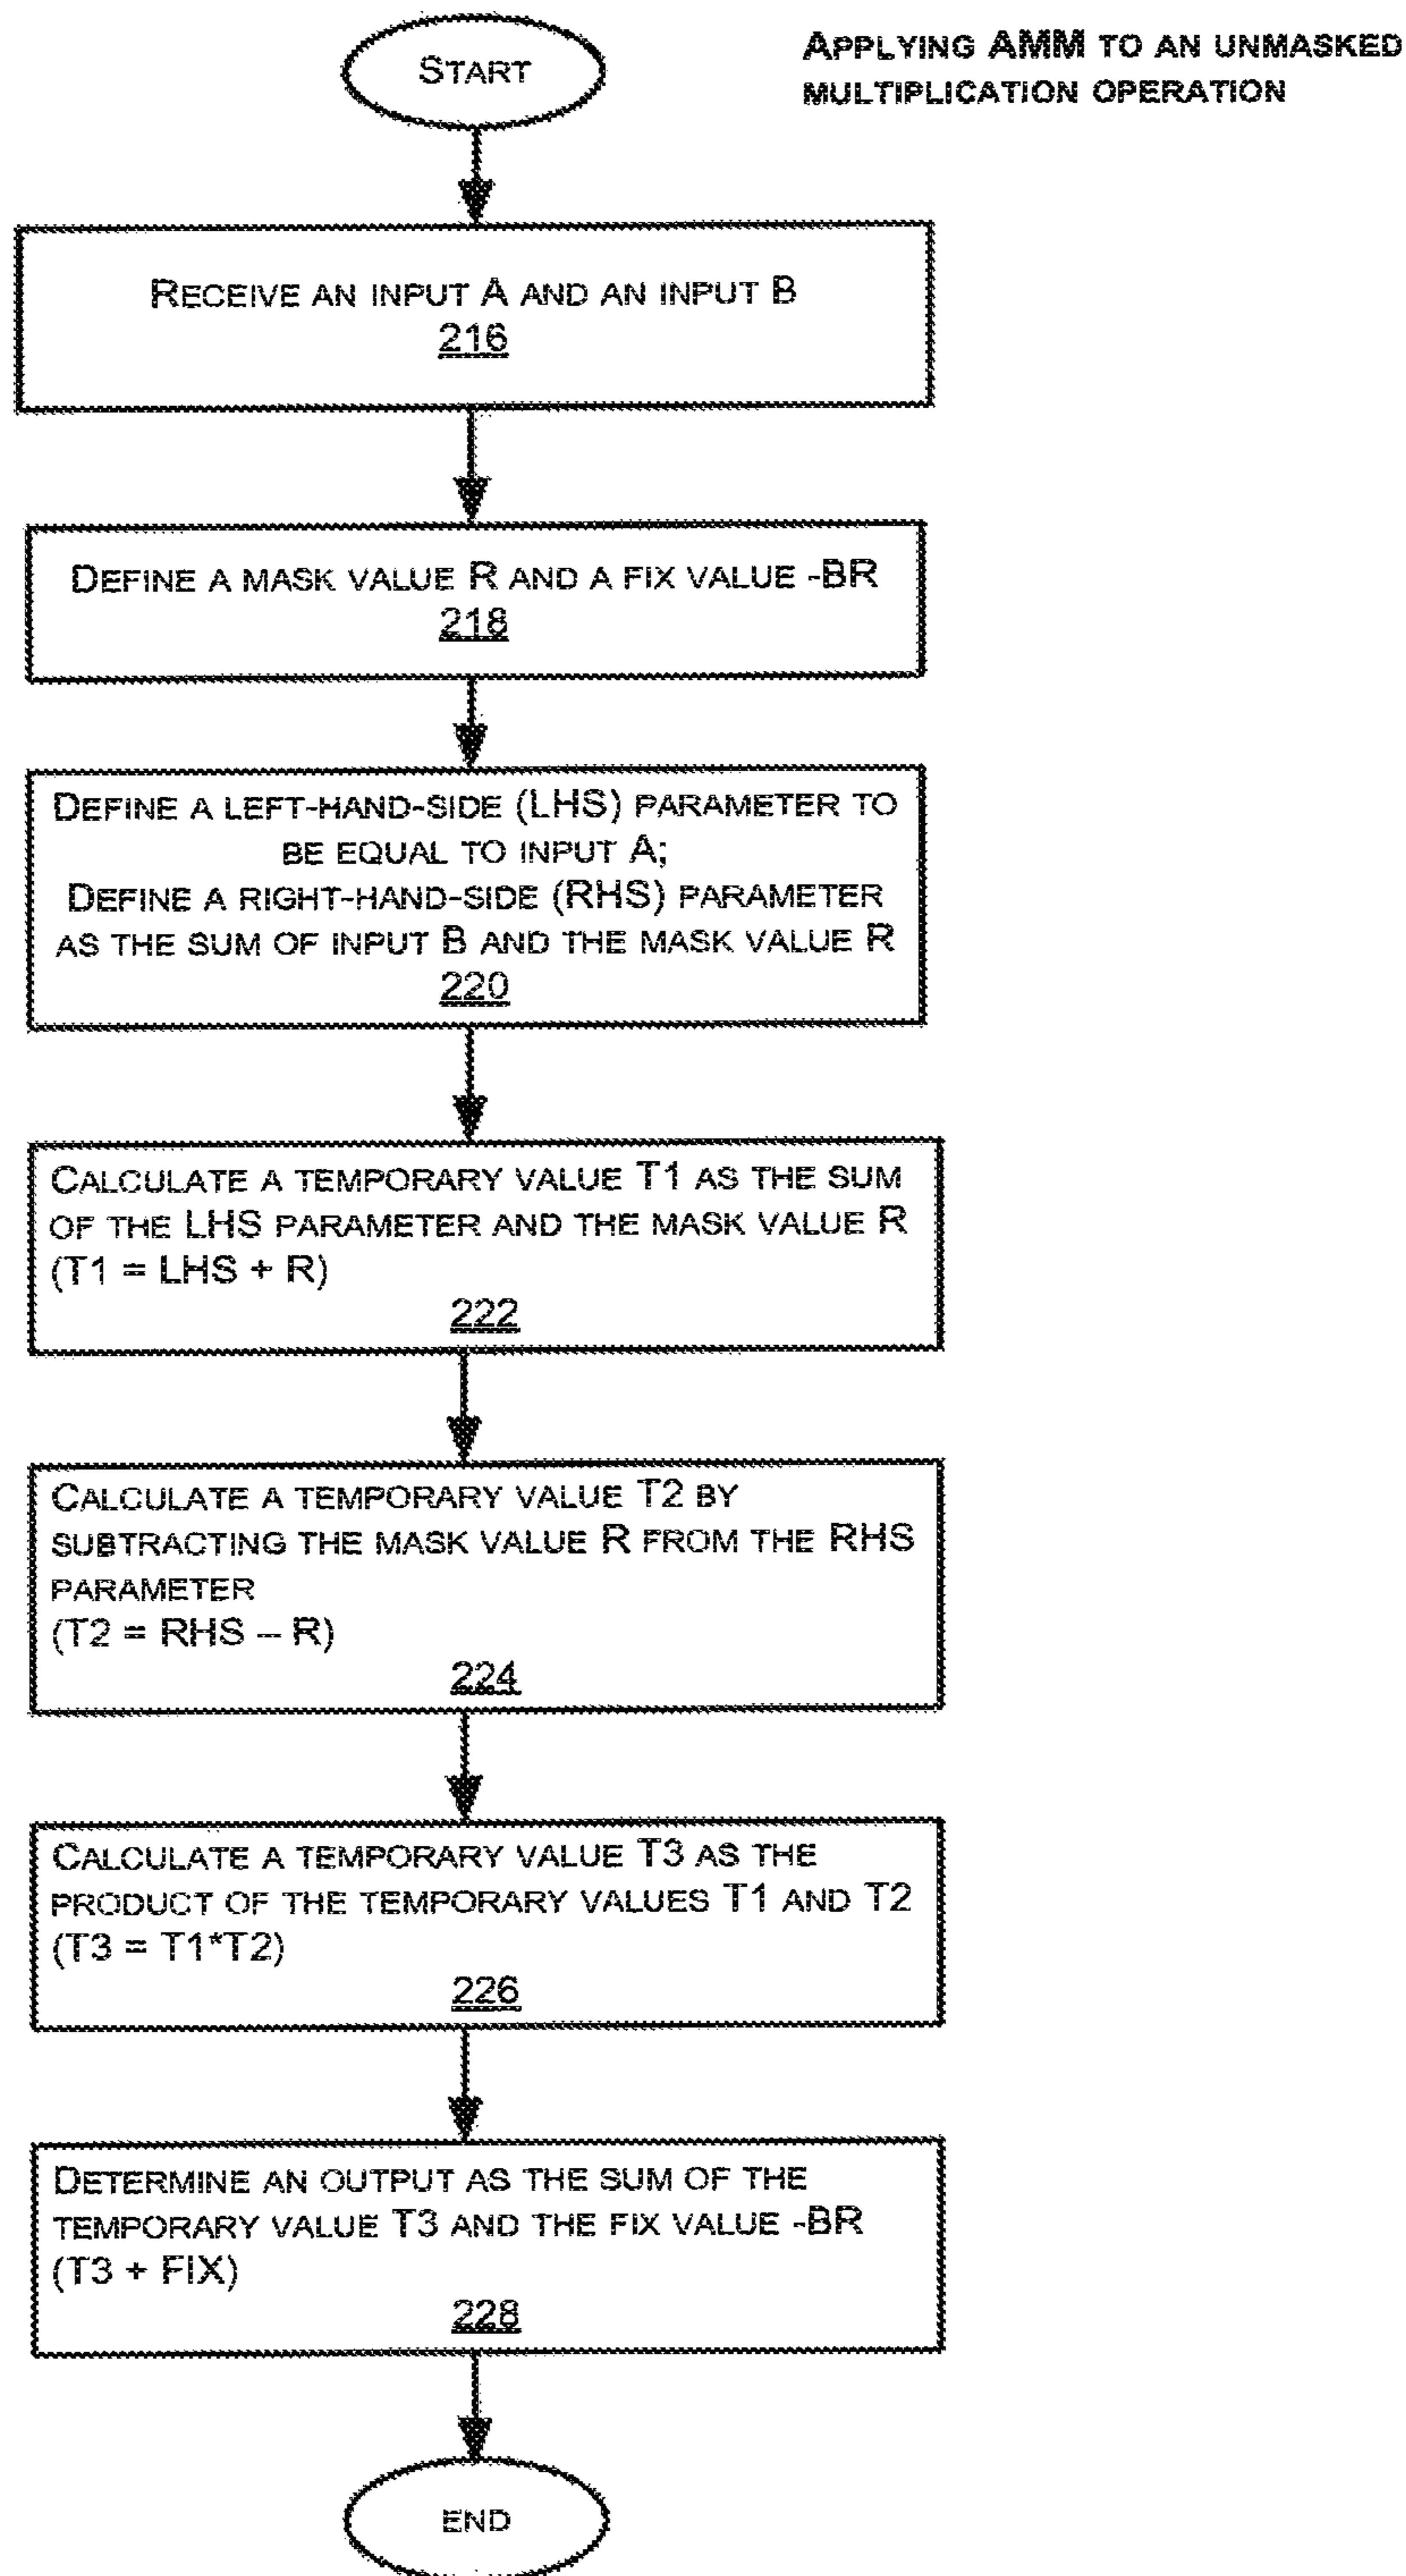 START
APPLYING AMM TO AN UNMASKED
MULTIPLICATION OPERATION
RECEIVE AN INPUT A AND AN INPUT B
216
DEFINE A MASK VALUE R AND A FIX VALUE -BR
218
DEFINE A LEFT-HAND-SIDE (LHS) PARAMETER TO
BE EQUAL TO INPUT A;
DEFINE A RIGHT-HAND-SIDE (RHS) PARAMETER
AS THE SUM OF INPUT B AND THE MASK VALUE R
220
CALCULATE A TEMPORARY VALUE T1 AS THE SUM
OF THE LHS PARAMETER AND THE MASK VALUE R
(T1 = LHS + R)
222
CALCULATE A TEMPORARY VALUE T2 BY
SUBTRACTING THE MASK VALUE R FROM THE RHS
PARAMETER
(T2 = RHS – R)
224
CALCULATE A TEMPORARY VALUE T3 AS THE
PRODUCT OF THE TEMPORARY VALUES T1 AND T2
(T3 = T1*T2)
226
DETERMINE AN OUTPUT AS THE SUM OF THE
TEMPORARY VALUE T3 AND THE FIX VALUE -BR
(T3 + FIX)
228
END